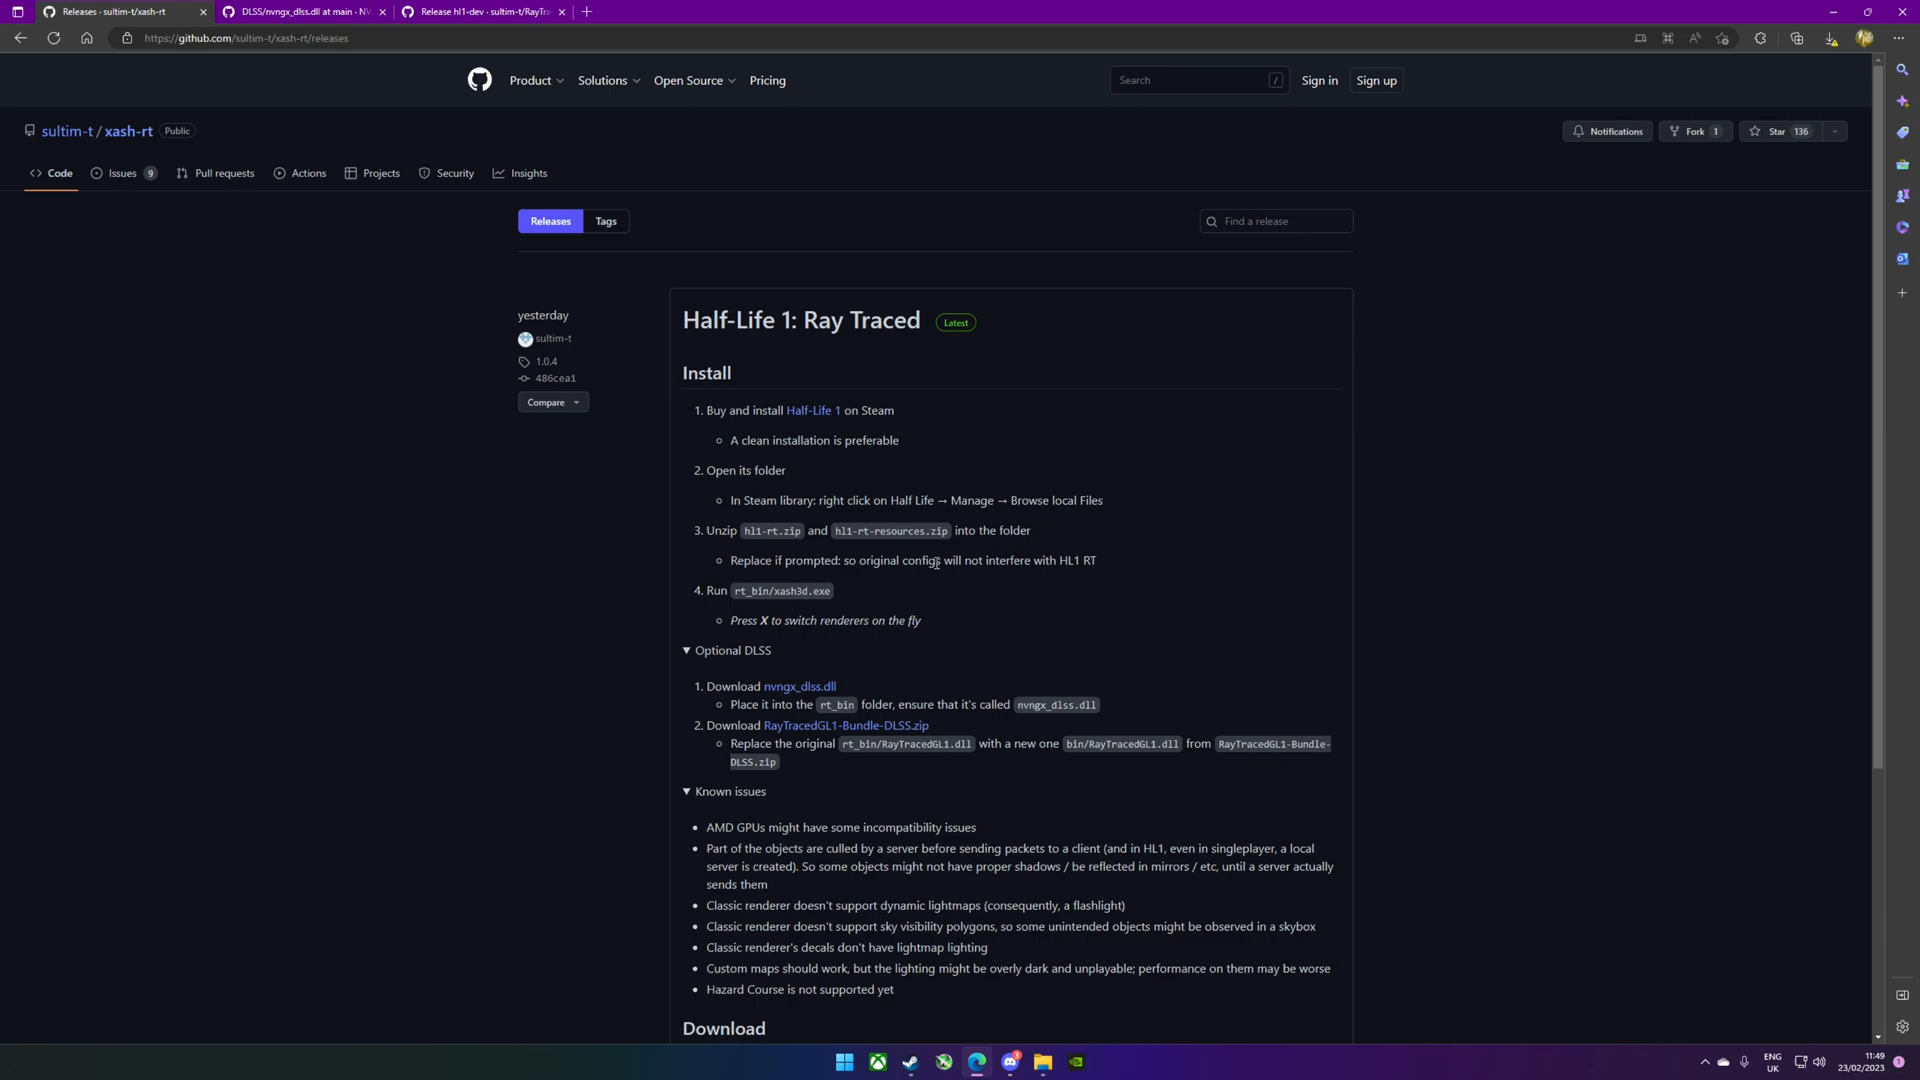 Releases · sultim-t/xash-rt
DLSS/nvngx_dlss.dll at main · NV
Release hl1-dev · sultim-t/RayTra
https://github.com/sultim-t/xash-rt/releases
Product Solutions Open Source Pricing
Search /
Sign in Sign up
sultim-t / xash-rt Public
Notifications Fork 1 Star 136
Code Issues 9 Pull requests Actions Projects Security Insights
Releases Tags
Find a release
yesterday
sultim-t
1.0.4
486cea1
Compare
Half-Life 1: Ray Traced Latest
Install
1. Buy and install Half-Life 1 on Steam
A clean installation is preferable
2. Open its folder
In Steam library: right click on Half Life → Manage → Browse local Files
3. Unzip hl1-rt.zip and hl1-rt-resources.zip into the folder
Replace if prompted: so original configs will not interfere with HL1 RT
4. Run rt_bin/xash3d.exe
Press X to switch renderers on the fly
Optional DLSS
1. Download nvngx_dlss.dll
Place it into the rt_bin folder, ensure that it's called nvngx_dlss.dll
2. Download RayTracedGL1-Bundle-DLSS.zip
Replace the original rt_bin/RayTracedGL1.dll with a new one bin/RayTracedGL1.dll from RayTracedGL1-Bundle-
DLSS.zip
Known issues
AMD GPUs might have some incompatibility issues
Part of the objects are culled by a server before sending packets to a client (and in HL1, even in singleplayer, a local
server is created). So some objects might not have proper shadows / be reflected in mirrors / etc, until a server actually
sends them
Classic renderer doesn't support dynamic lightmaps (consequently, a flashlight)
Classic renderer doesn't support sky visibility polygons, so some unintended objects might be observed in a skybox
Classic renderer's decals don't have lightmap lighting
Custom maps should work, but the lighting might be overly dark and unplayable; performance on them may be worse
Hazard Course is not supported yet
Download
3
ENG
UK
11:49
23/02/2023
1